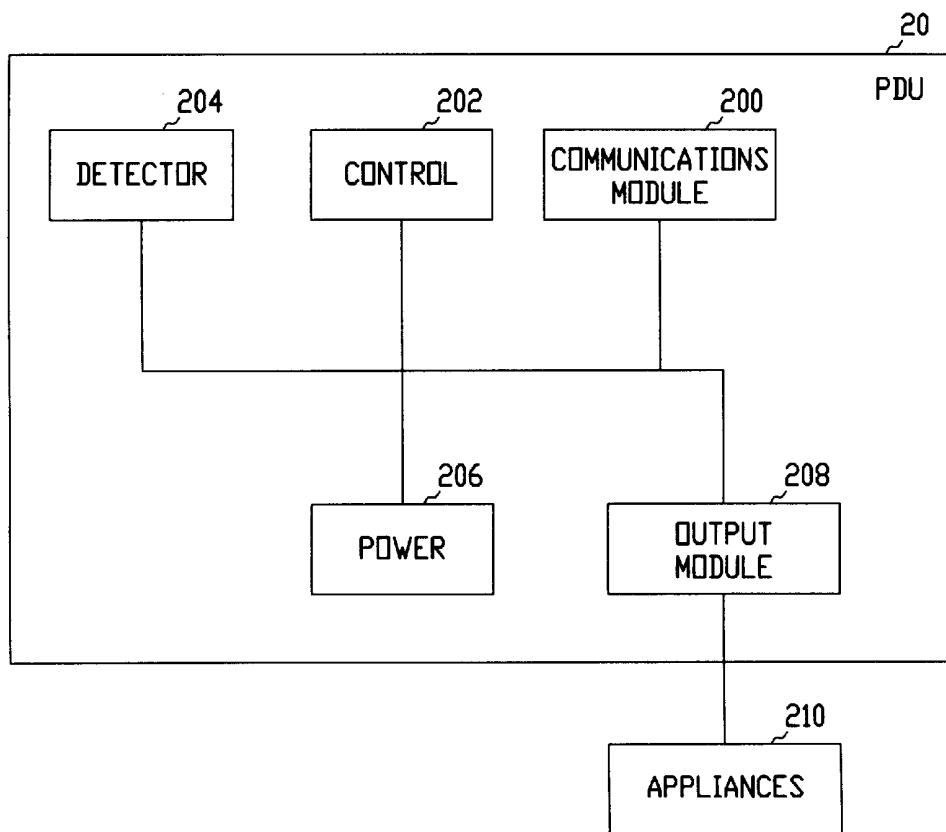 20
PDU
204
202
200
DETECTOR
CONTROL
COMMUNICATIONS
MODULE
206
208
POWER
OUTPUT
MODULE
210
APPLIANCES